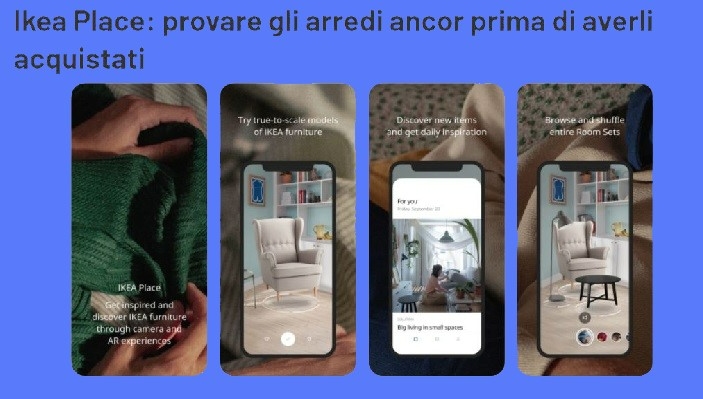 Ikea Place: provare gli arredi ancor prima di averli
acquistati
IKEA Place
Get inspired and
discover IKEA furniture
through camera and
AR experiences
Try true-to-scale models
of IKEA furniture
Discover new items
and get daily inspiration
For you
Big living in small spaces
Browse and shuffle
entire Room Sets